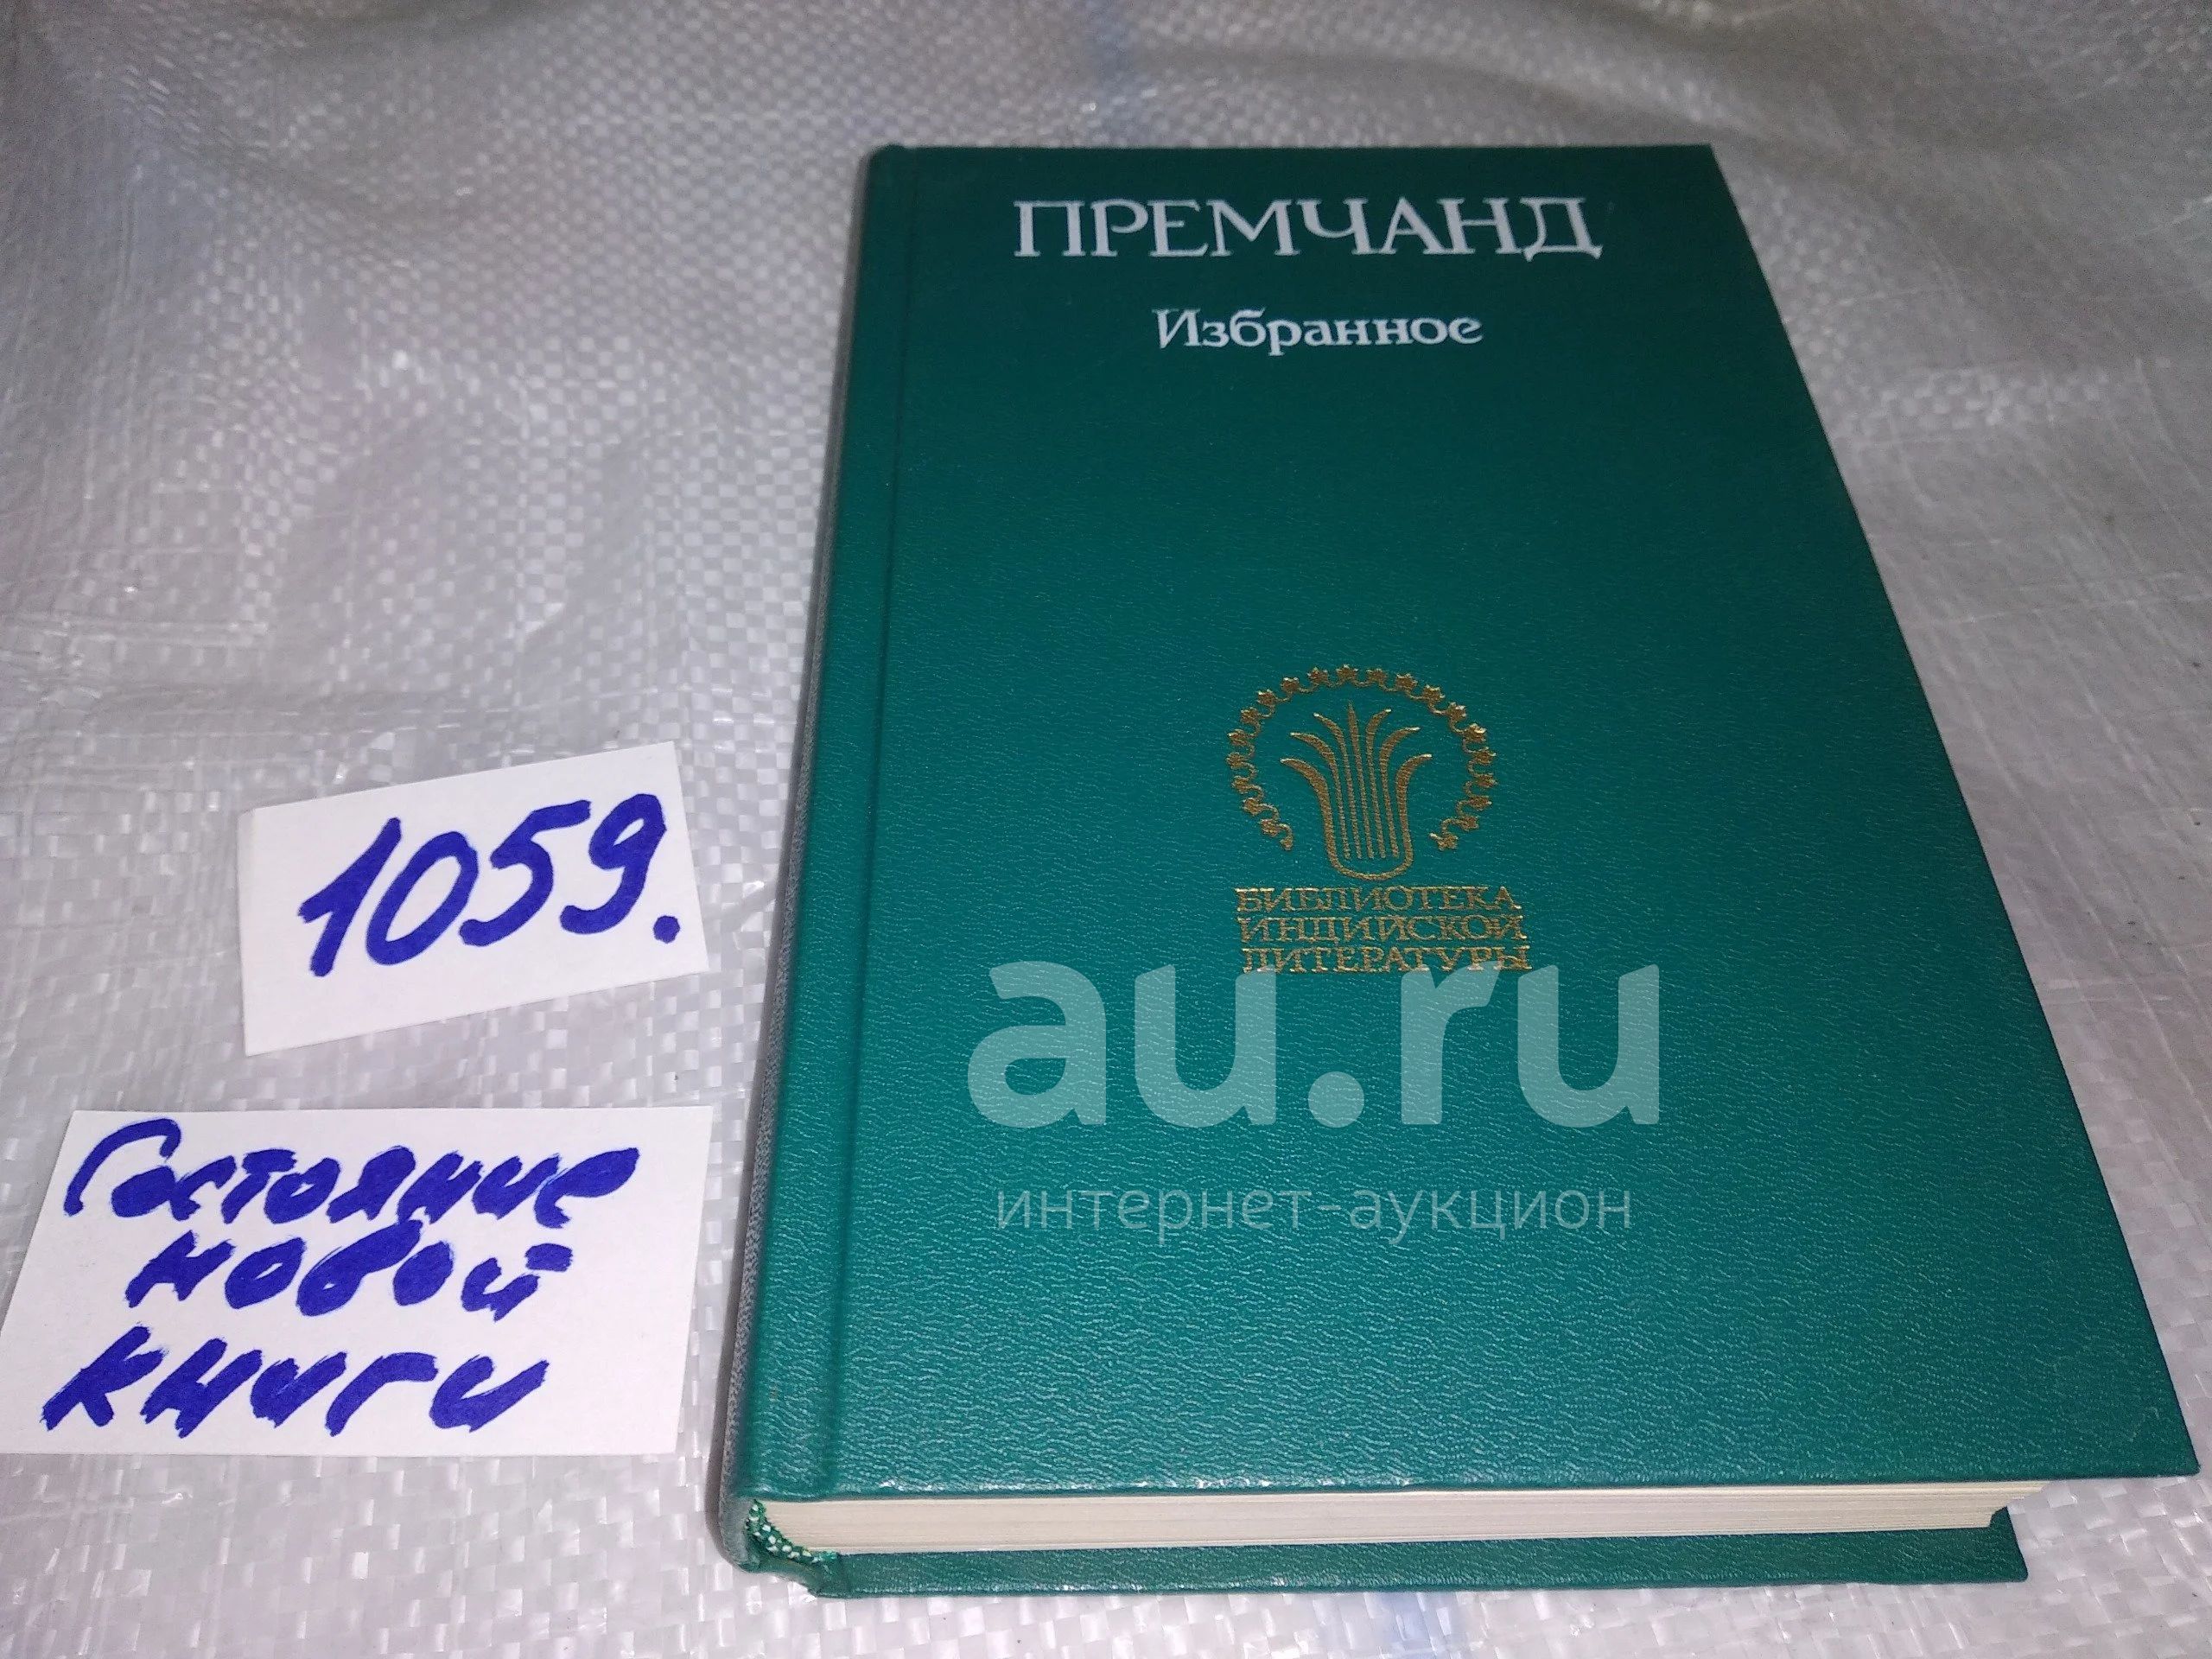 ПРЕМЧАНД
Избранное
БИБЛИОТЕКА
ИНДИЙСКОЙ
ЛИТЕРАТУРЫ
au.ru
интернет-аукцион
1059.
Состояние
новой
книги